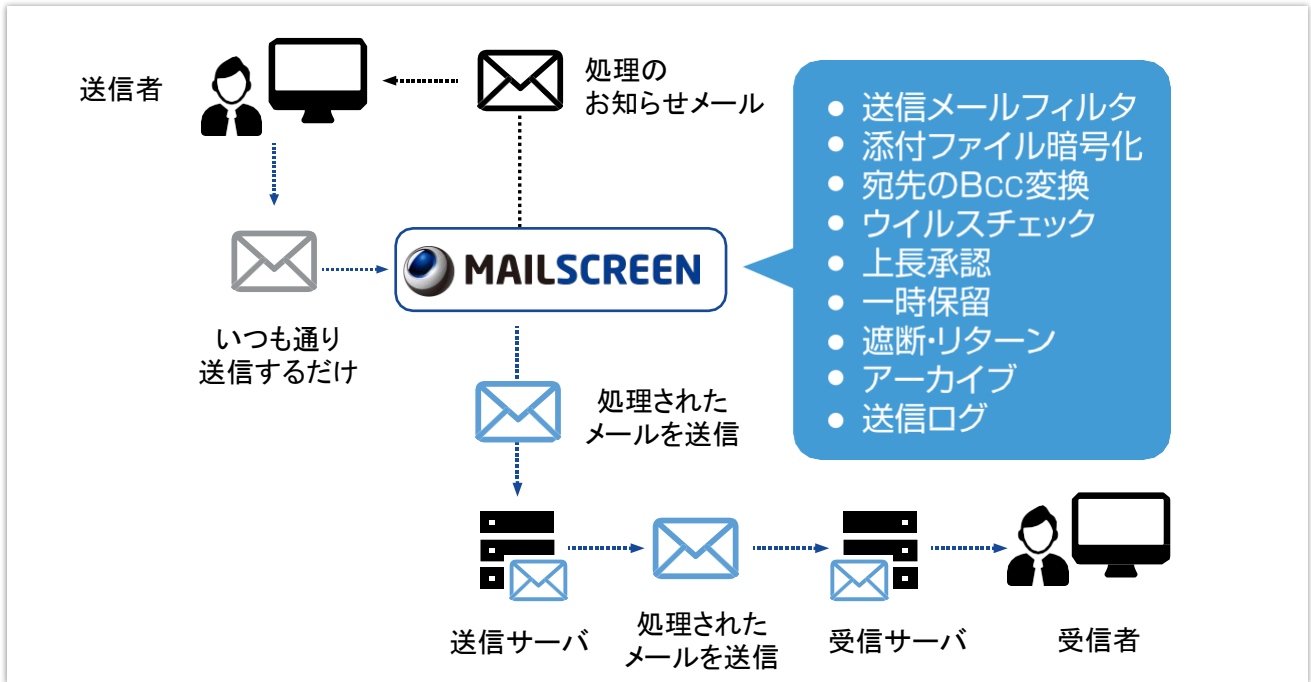 送信者
処理の
お知らせメール
いつも通り
送信するだけ
MAILSCREEN
● 送信メールフィルタ
● 添付ファイル暗号化
● 宛先のBcc変換
● ウイルスチェック
● 上長承認
● 一時保留
● 遮断・リターン
● アーカイブ
● 送信ログ
処理された
メールを送信
送信サーバ
処理された
メールを送信
受信サーバ
受信者